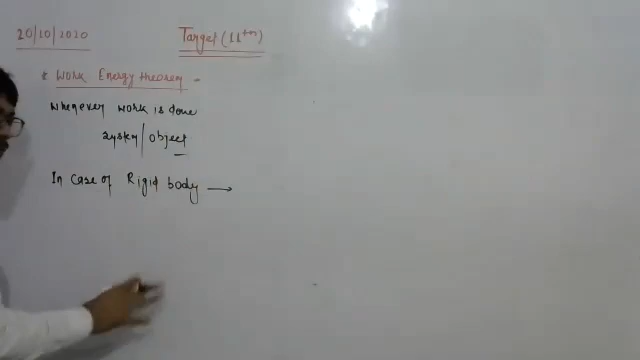 20/10/2020
Target (11th)
* Work Energy theorem -
Whenever work is done
system/object
In case of Rigid body →